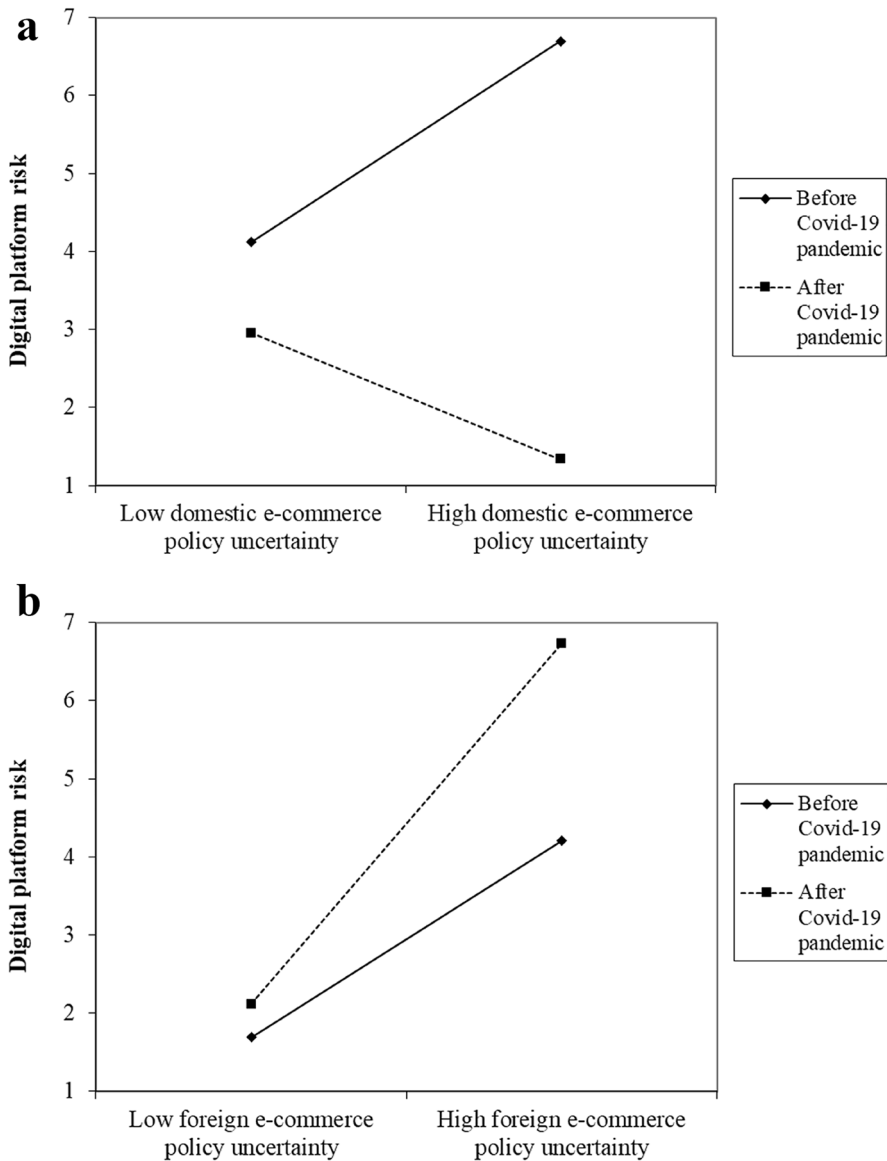 a
Digital platform risk
7
6
5
4
3
2
1
Low domestic e-commerce
policy uncertainty
High domestic e-commerce
policy uncertainty
Before
Covid-19
pandemic
After
Covid-19
pandemic
b
Digital platform risk
7
6
5
4
3
2
1
Low foreign e-commerce
policy uncertainty
High foreign e-commerce
policy uncertainty
Before
Covid-19
pandemic
After
Covid-19
pandemic